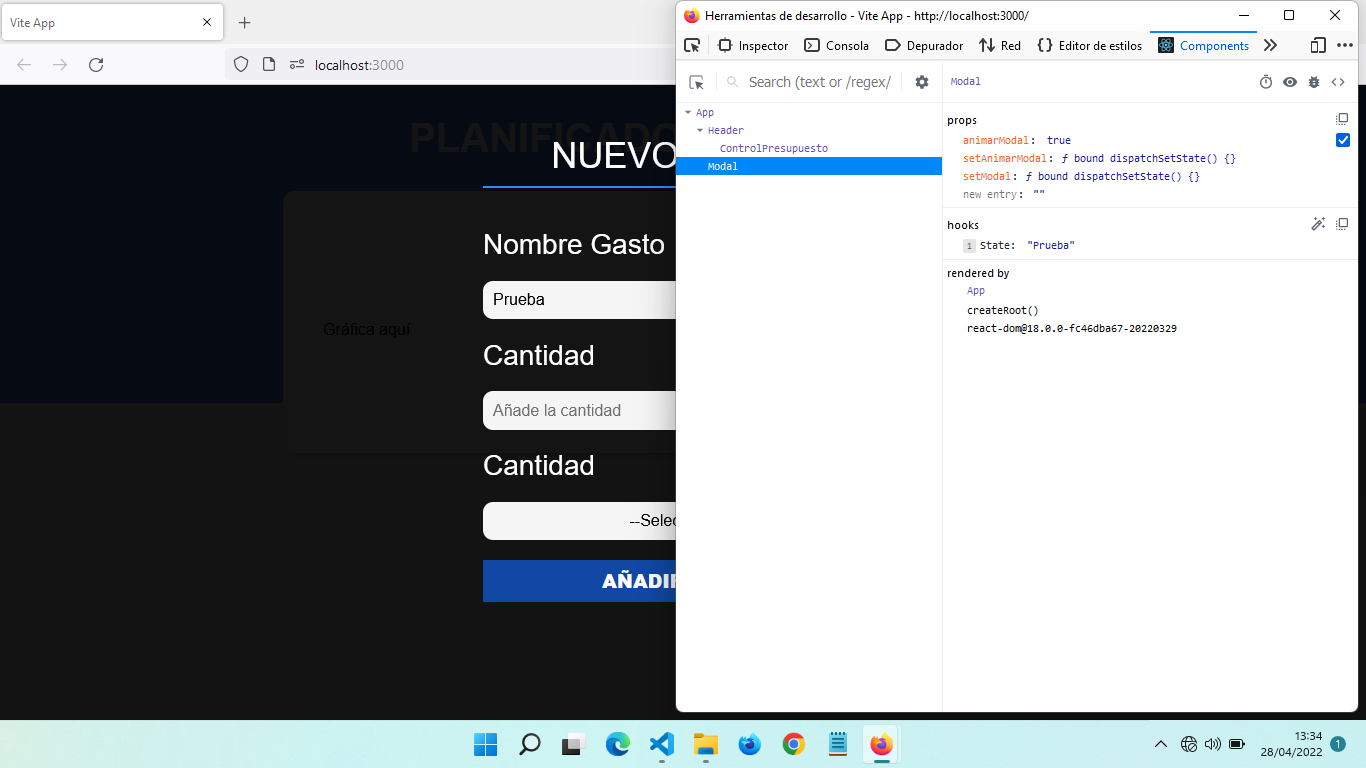 Vite App
localhost:3000
PLANIFICADO
NUEVO
Nombre Gasto
Prueba
Gráfica aquí
Cantidad
Añade la cantidad
Cantidad
--Selec
AÑADIR
Herramientas de desarrollo - Vite App - http://localhost:3000/
Inspector Consola Depurador Red Editor de estilos Components
Search (text or /regex/
Modal
App
Header
ControlPresupuesto
Modal
props
animarModal: true
setAnimarModal: ƒ bound dispatchSetState() {}
setModal: ƒ bound dispatchSetState() {}
new entry: ""
hooks
1 State: "Prueba"
rendered by
App
createRoot()
react-dom@18.0.0-fc46dba67-20220329
13:34
28/04/2022
1